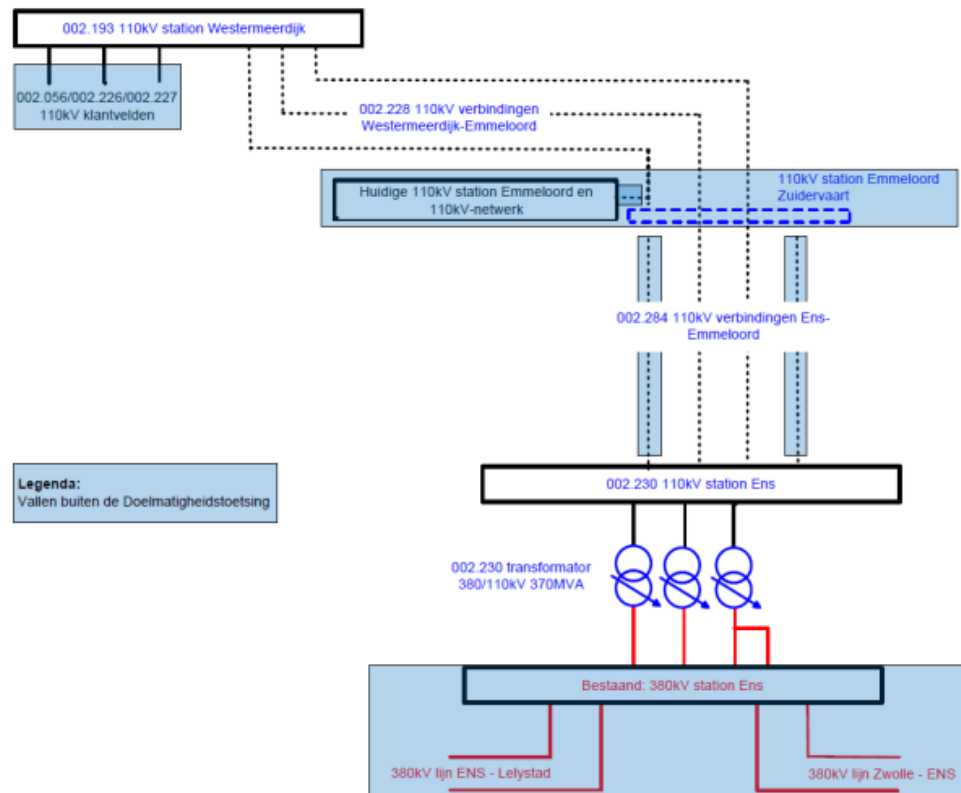 002.193 110kV station Westermeerdijk
002.056/002.226/002.227
110kV klantvelden
002.228 110kV verbindingen
Westermeerdijk-Emmeloord
Huidige 110kV station Emmeloord en
110kV-netwerk
110kV station Emmeloord
Zuidervaart
002.284 110kV verbindingen Ens-
Emmeloord
Legenda:
Vallen buiten de Doelmatigheidstoetsing
002.230 110kV station Ens
002.230 transformator
380/110kV 370MVA
Bestaand: 380kV station Ens
380kV lijn ENS - Lelystad
380kV lijn Zwolle - ENS